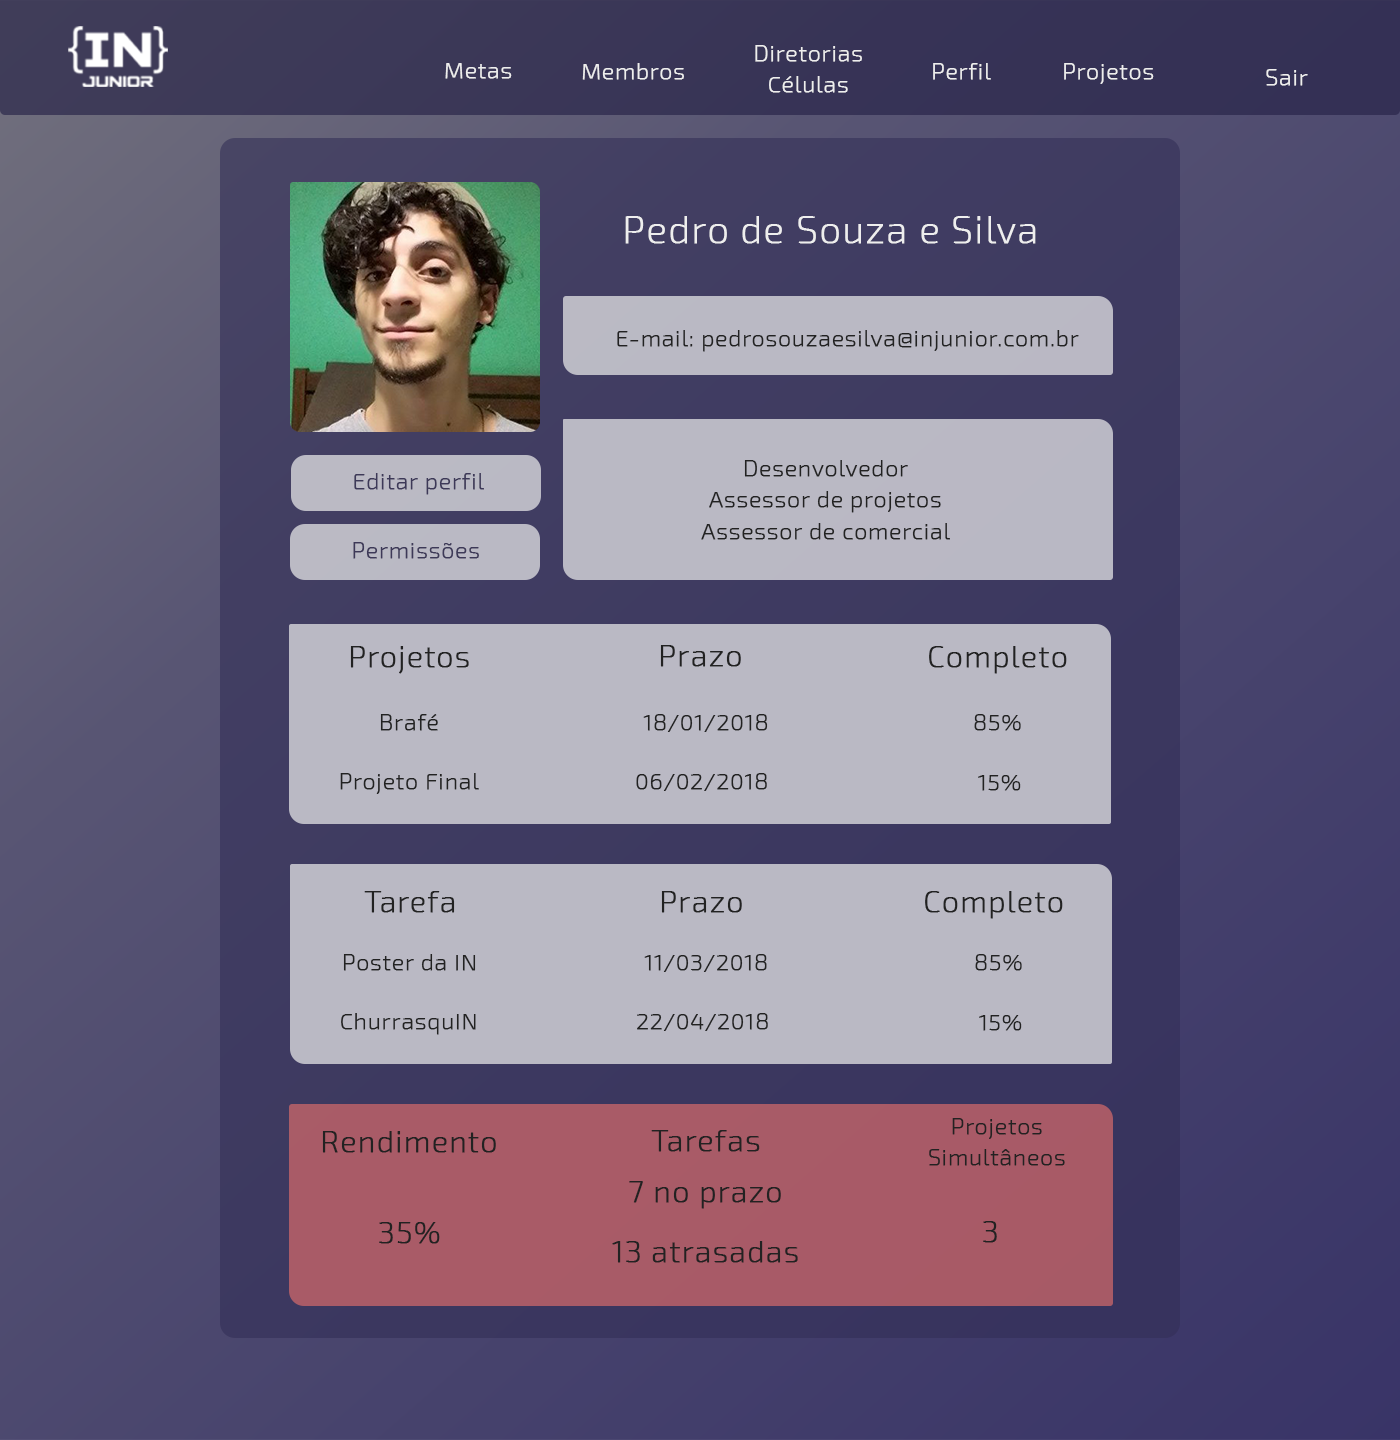 {IN}
JUNIOR
Metas
Membros
Diretorias
Células
Perfil
Projetos
Sair
Pedro de Souza e Silva
E-mail: pedrosouzaesilva@injunior.com.br
Editar perfil
Permissões
Desenvolvedor
Assessor de projetos
Assessor de comercial
Projetos Prazo Completo
Brafé 18/01/2018 85%
Projeto Final 06/02/2018 15%
Tarefa Prazo Completo
Poster da IN 11/03/2018 85%
ChurrasquIN 22/04/2018 15%
Rendimento
35%
Tarefas
7 no prazo
13 atrasadas
Projetos
Simultâneos
3